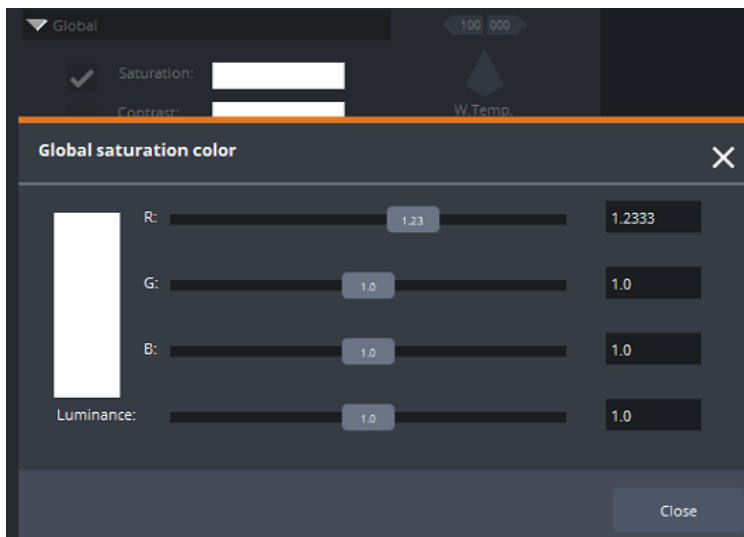 Global
100 000
Saturation:
Contrast:
W.Temp.
Global saturation color
R: 1.23 1.2333
G: 1.0 1.0
B: 1.0 1.0
Luminance: 1.0 1.0
Close